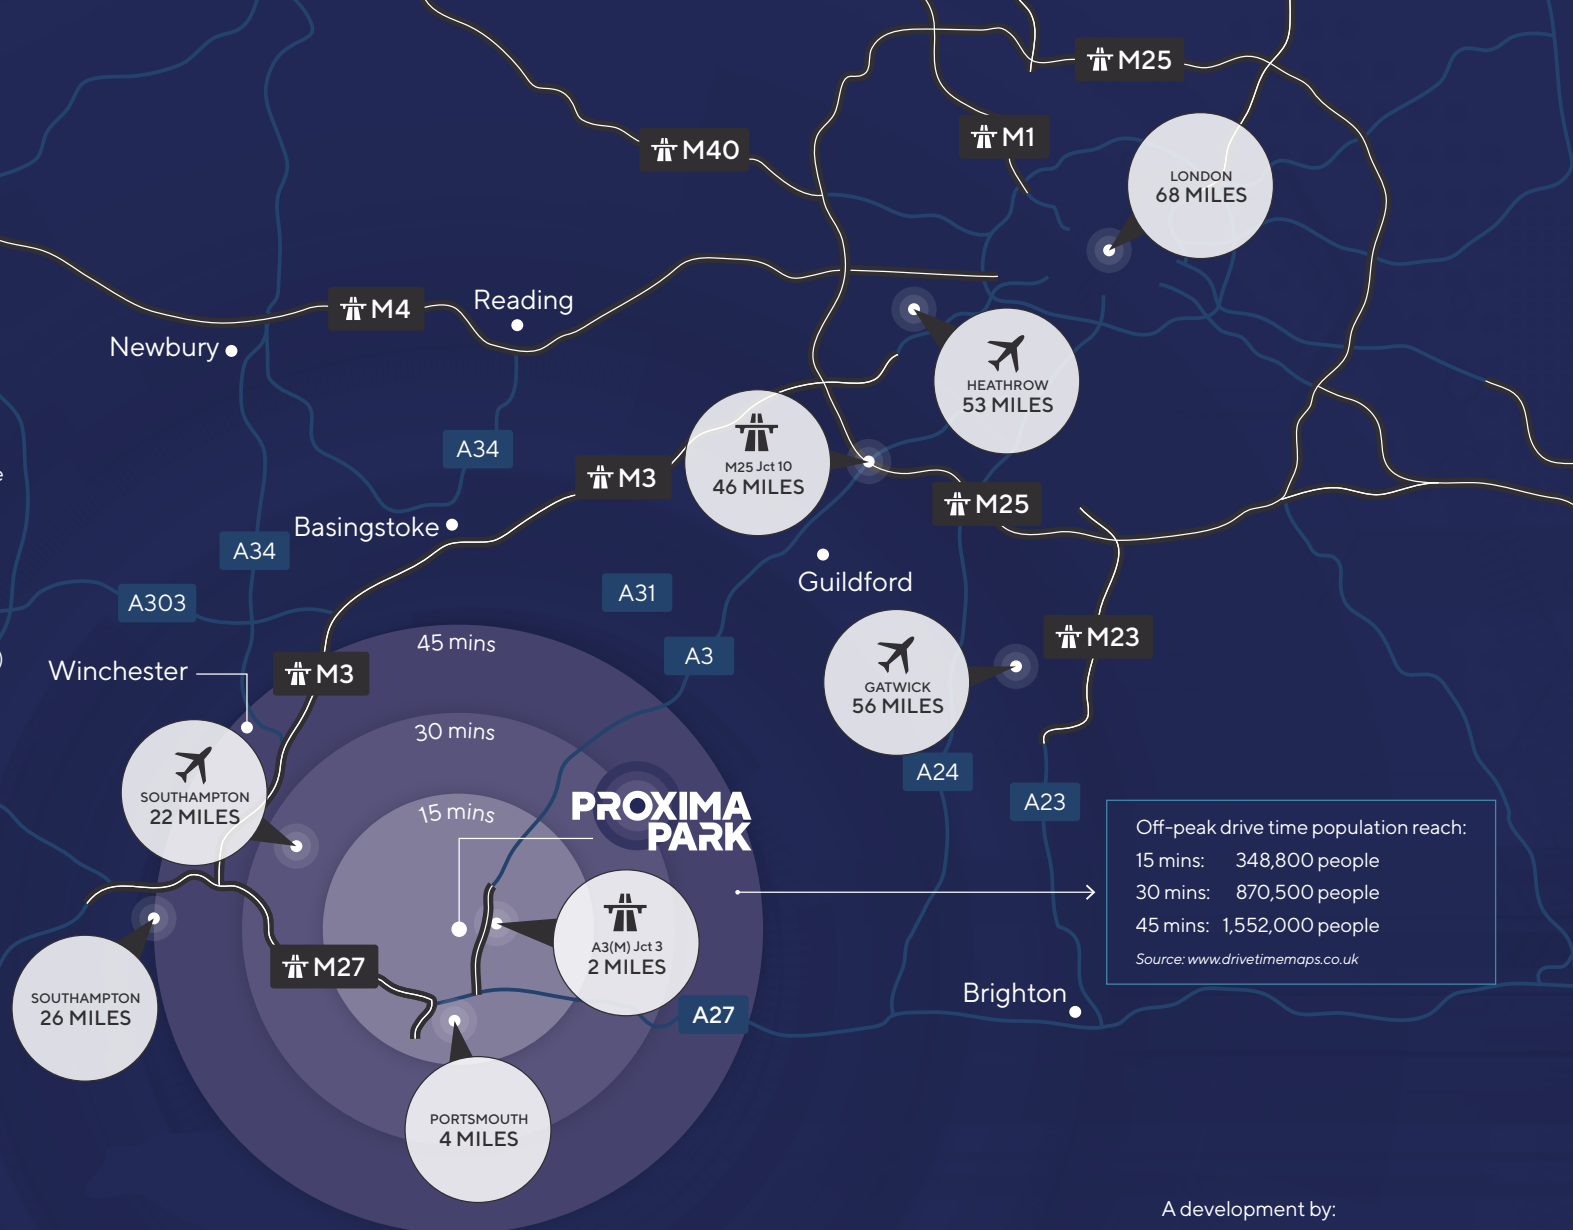 M25
M1
M40
LONDON
68 MILES
Reading
M4
Newbury
HEATHROW
53 MILES
A34
M3
M25 Jct 10
46 MILES
M25
Basingstoke
A34
Guildford
A303
A31
45 mins
M23
A3
Winchester
M3
GATWICK
56 MILES
30 mins
A24
SOUTHAMPTON
22 MILES
15 mins
PROXIMA
PARK
A23
Off-peak drive time population reach:
15 mins: 348,800 people
30 mins: 870,500 people
45 mins: 1,552,000 people
Source: www.drivetimemaps.co.uk
A3(M) Jct 3
2 MILES
M27
SOUTHAMPTON
26 MILES
Brighton
A27
PORTSMOUTH
4 MILES
A development by: